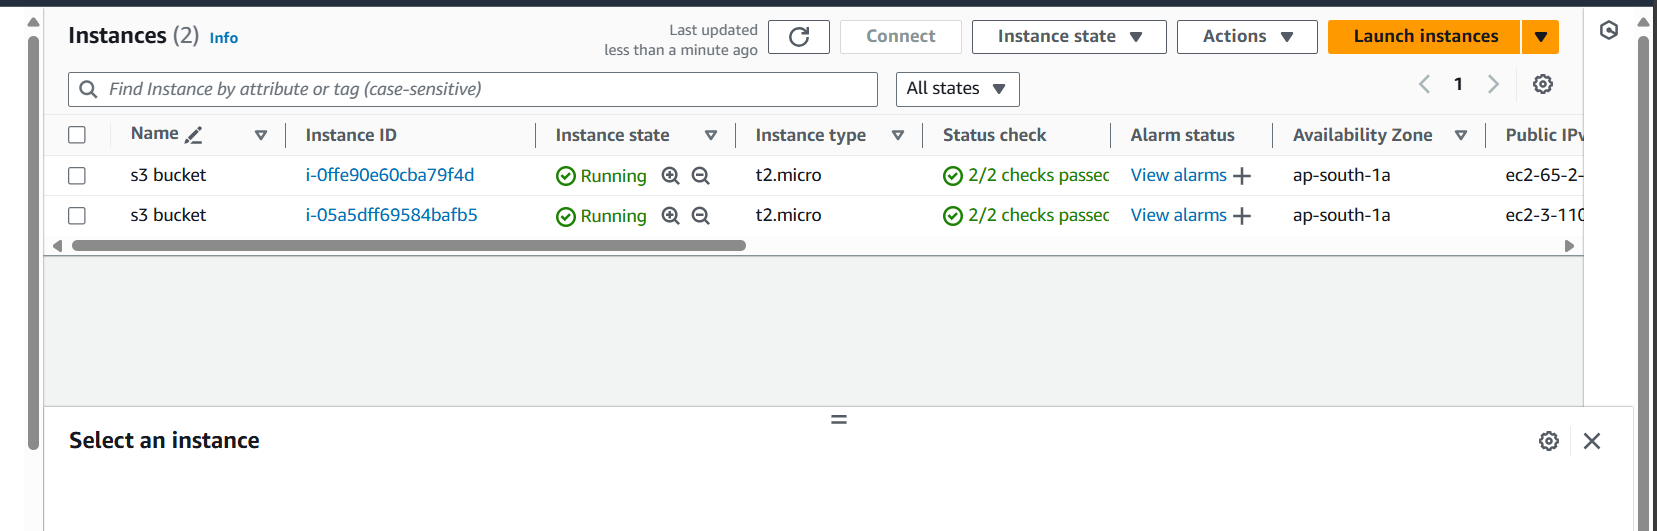 Instances (2) Info
Last updated
less than a minute ago
Connect
Instance state
Actions
Launch instances
Find Instance by attribute or tag (case-sensitive)
All states
1
Name Instance ID Instance state Instance type Status check Alarm status Availability Zone Public IPv
s3 bucket i-0ffe90e60cba79f4d Running t2.micro 2/2 checks passec View alarms + ap-south-1a ec2-65-2-
s3 bucket i-05a5dff69584bafb5 Running t2.micro 2/2 checks passec View alarms + ap-south-1a ec2-3-110
Select an instance